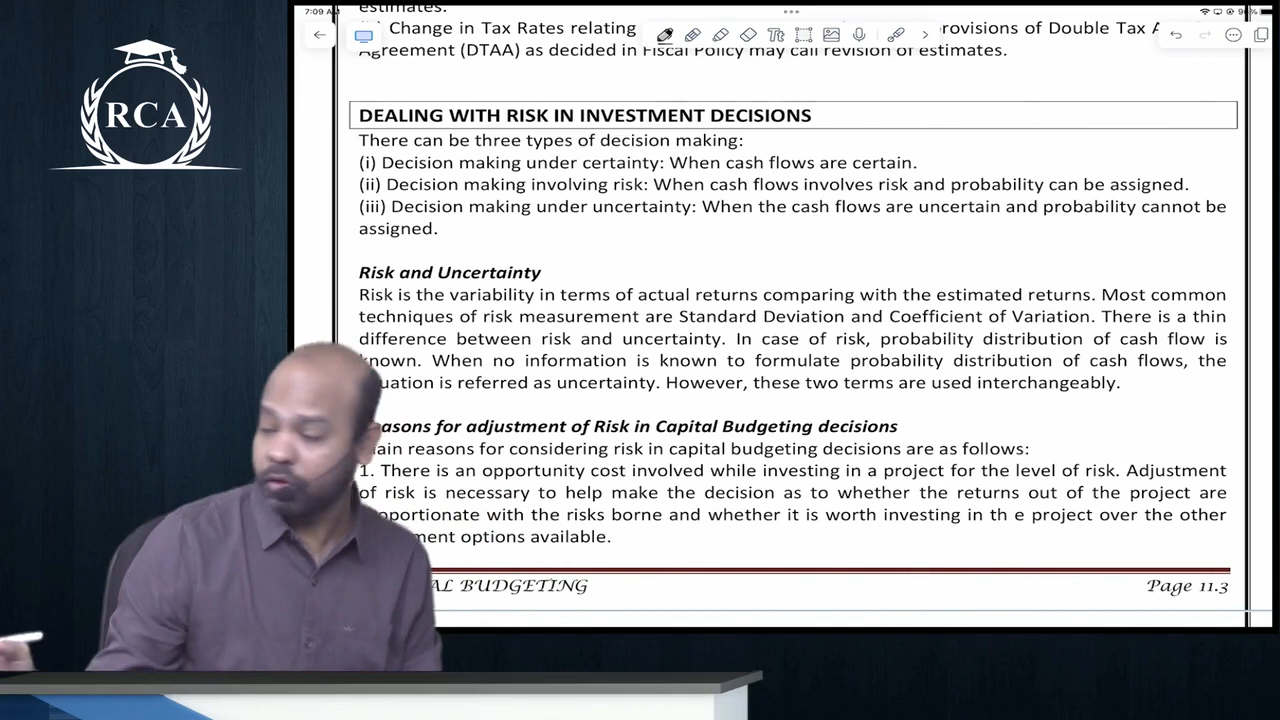 7:09 AM
estimates.
Change in Tax Rates relating rovisions of Double Tax A
Agreement (DTAA) as decided in Fiscal Policy may call revision of estimates.
RCA
DEALING WITH RISK IN INVESTMENT DECISIONS
There can be three types of decision making:
(i) Decision making under certainty: When cash flows are certain.
(ii) Decision making involving risk: When cash flows involves risk and probability can be assigned.
(iii) Decision making under uncertainty: When the cash flows are uncertain and probability cannot be
assigned.
Risk and Uncertainty
Risk is the variability in terms of actual returns comparing with the estimated returns. Most common
techniques of risk measurement are Standard Deviation and Coefficient of Variation. There is a thin
difference between risk and uncertainty. In case of risk, probability distribution of cash flow is
known. When no information is known to formulate probability distribution of cash flows, the
uation is referred as uncertainty. However, these two terms are used interchangeably.
easons for adjustment of Risk in Capital Budgeting decisions
ain reasons for considering risk in capital budgeting decisions are as follows:
1. There is an opportunity cost involved while investing in a project for the level of risk. Adjustment
of risk is necessary to help make the decision as to whether the returns out of the project are
oportionate with the risks borne and whether it is worth investing in th e project over the other
ment options available.
AL BUDGETING Page 11.3